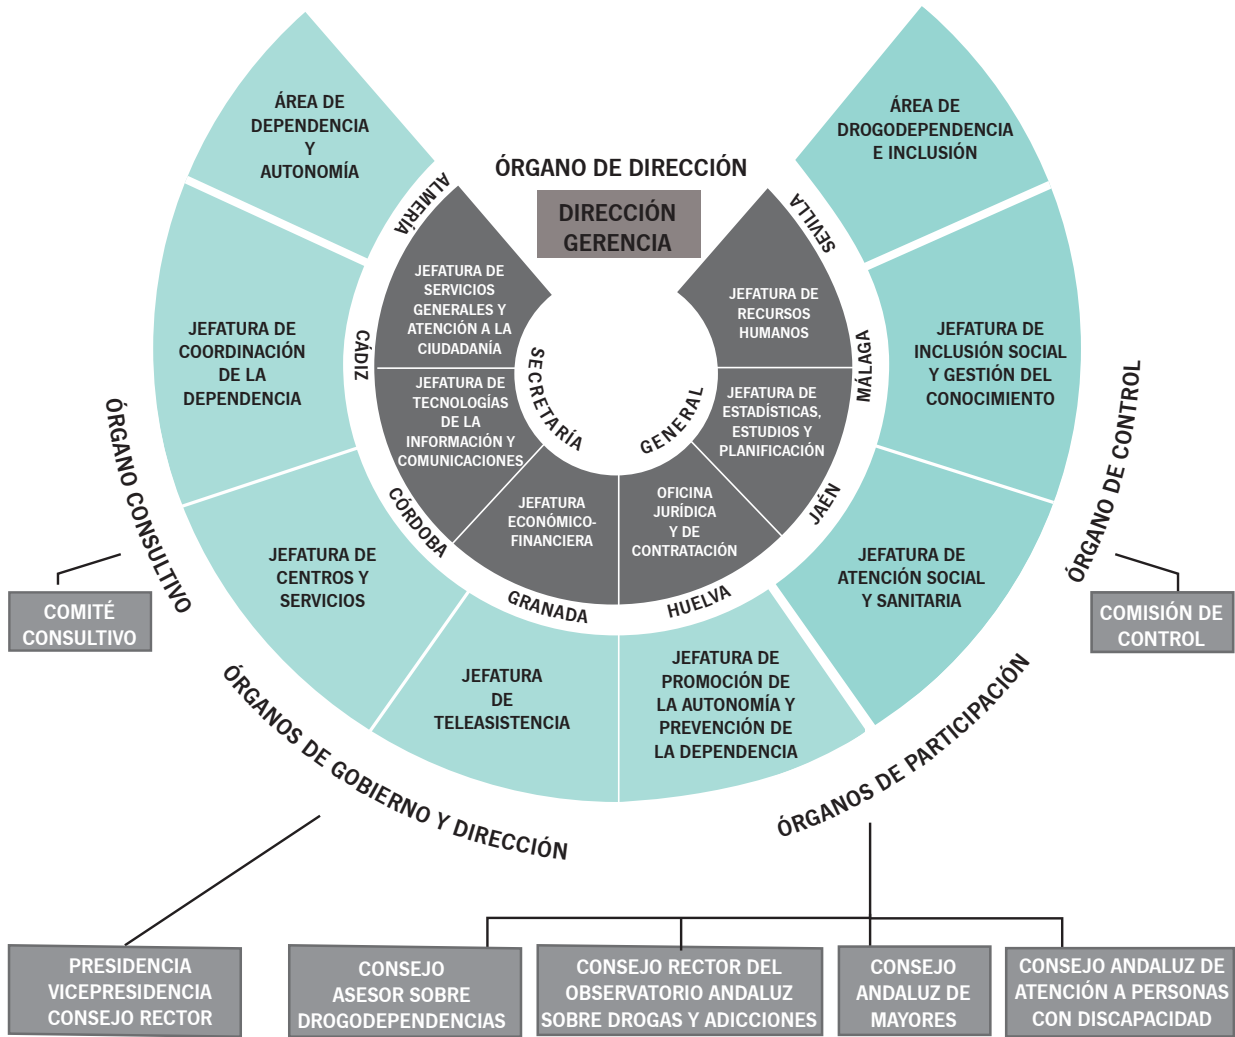 ÓRGANO DE DIRECCIÓN
DIRECCIÓN
GERENCIA
ÁREA DE
DEPENDENCIA
Y
AUTONOMÍA
JEFATURA DE
COORDINACIÓN
DE LA
DEPENDENCIA
JEFATURA DE
CENTROS Y
SERVICIOS
JEFATURA
DE
TELEASISTENCIA
JEFATURA DE
PROMOCIÓN DE
LA AUTONOMÍA Y
PREVENCIÓN DE
LA DEPENDENCIA
ÁREA DE
DROGODEPENDENCIA
E INCLUSIÓN
JEFATURA DE
INCLUSIÓN SOCIAL
Y GESTIÓN DEL
CONOCIMIENTO
JEFATURA DE
ATENCIÓN SOCIAL
Y SANITARIA
ALMERÍA
CÁDIZ
CÓRDOBA
GRANADA
HUELVA
JAÉN
MÁLAGA
SEVILLA
JEFATURA DE
SERVICIOS
GENERALES Y
ATENCIÓN A LA
CIUDADANÍA
JEFATURA DE
TECNOLOGÍAS
DE LA
INFORMACIÓN Y
COMUNICACIONES
JEFATURA
ECONÓMICO-
FINANCIERA
OFICINA
JURÍDICA
Y DE
CONTRATACIÓN
JEFATURA DE
ESTADÍSTICAS,
ESTUDIOS Y
PLANIFICACIÓN
JEFATURA DE
RECURSOS
HUMANOS
SECRETARÍA
GENERAL
ÓRGANO CONSULTIVO
COMITÉ
CONSULTIVO
ÓRGANO DE CONTROL
COMISIÓN DE
CONTROL
ÓRGANOS DE GOBIERNO Y DIRECCIÓN
PRESIDENCIA
VICEPRESIDENCIA
CONSEJO RECTOR
ÓRGANOS DE PARTICIPACIÓN
CONSEJO
ASESOR SOBRE
DROGODEPENDENCIAS
CONSEJO RECTOR DEL
OBSERVATORIO ANDALUZ
SOBRE DROGAS Y ADICCIONES
CONSEJO
ANDALUZ DE
MAYORES
CONSEJO ANDALUZ DE
ATENCIÓN A PERSONAS
CON DISCAPACIDAD